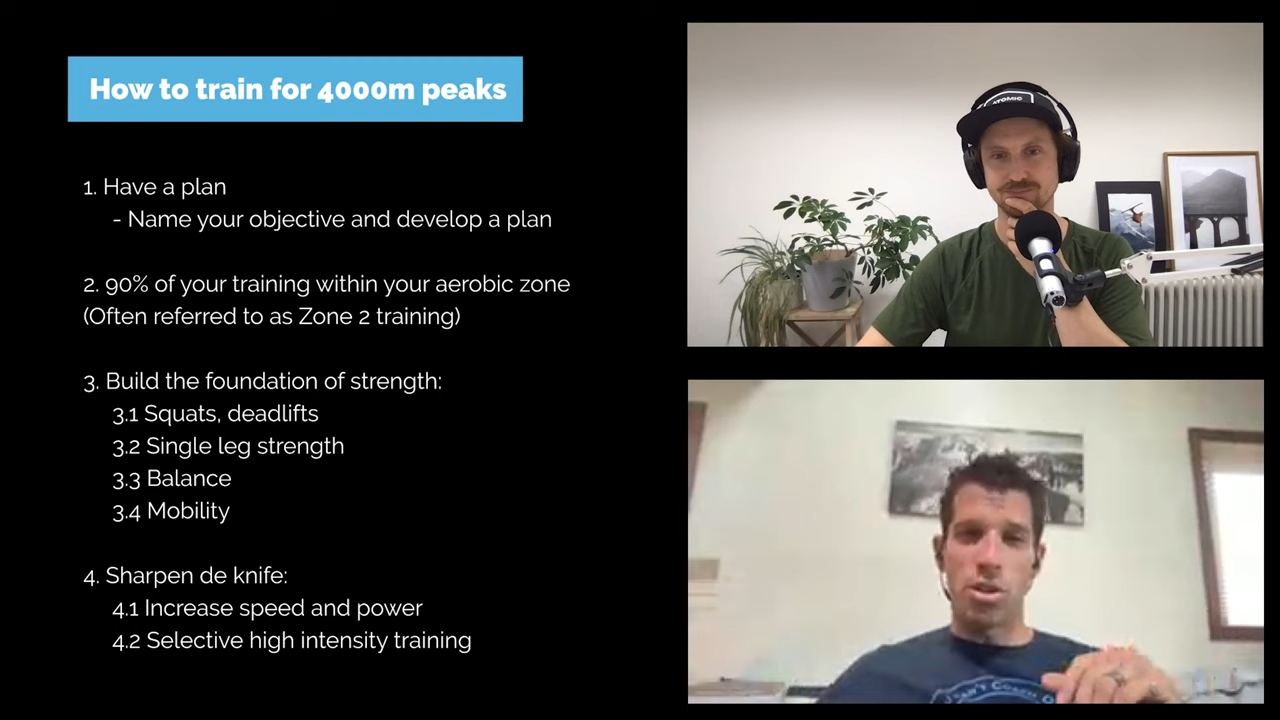 How to train for 4000m peaks
1. Have a plan
- Name your objective and develop a plan
2. 90% of your training within your aerobic zone
(Often referred to as Zone 2 training)
3. Build the foundation of strength:
3.1 Squats, deadlifts
3.2 Single leg strength
3.3 Balance
3.4 Mobility
4. Sharpen de knife:
4.1 Increase speed and power
4.2 Selective high intensity training
ATOMIC